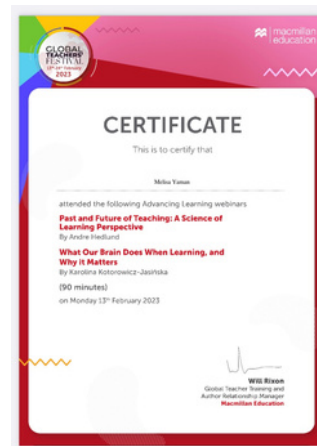 GLOBAL
TEACHERS'
FESTIVAL
13th-19th February
2023
macmillan
education
CERTIFICATE
This is to certify that
Melisa Yaman
attended the following Advancing Learning webinars
Past and Future of Teaching: A Science of
Learning Perspective
By Andre Hedlund
What Our Brain Does When Learning, and
Why it Matters
By Karolina Kotorowicz-Jasińska
(90 minutes)
on Monday 13th February 2023
Will Rixon
Global Teacher Training and
Author Relationship Manager
Macmillan Education